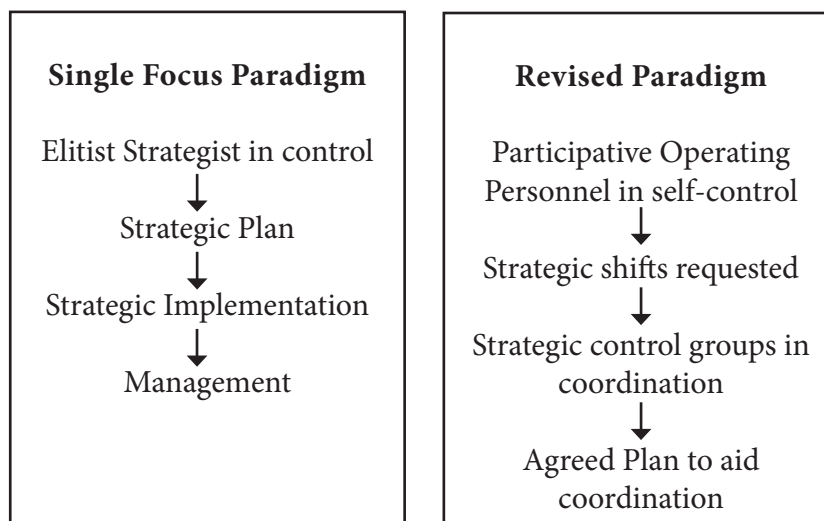 Single Focus Paradigm
Elitist Strategist in control
Strategic Plan
Strategic Implementation
Management
Revised Paradigm
Participative Operating
Personnel in self-control
Strategic shifts requested
Strategic control groups in
coordination
Agreed Plan to aid
coordination